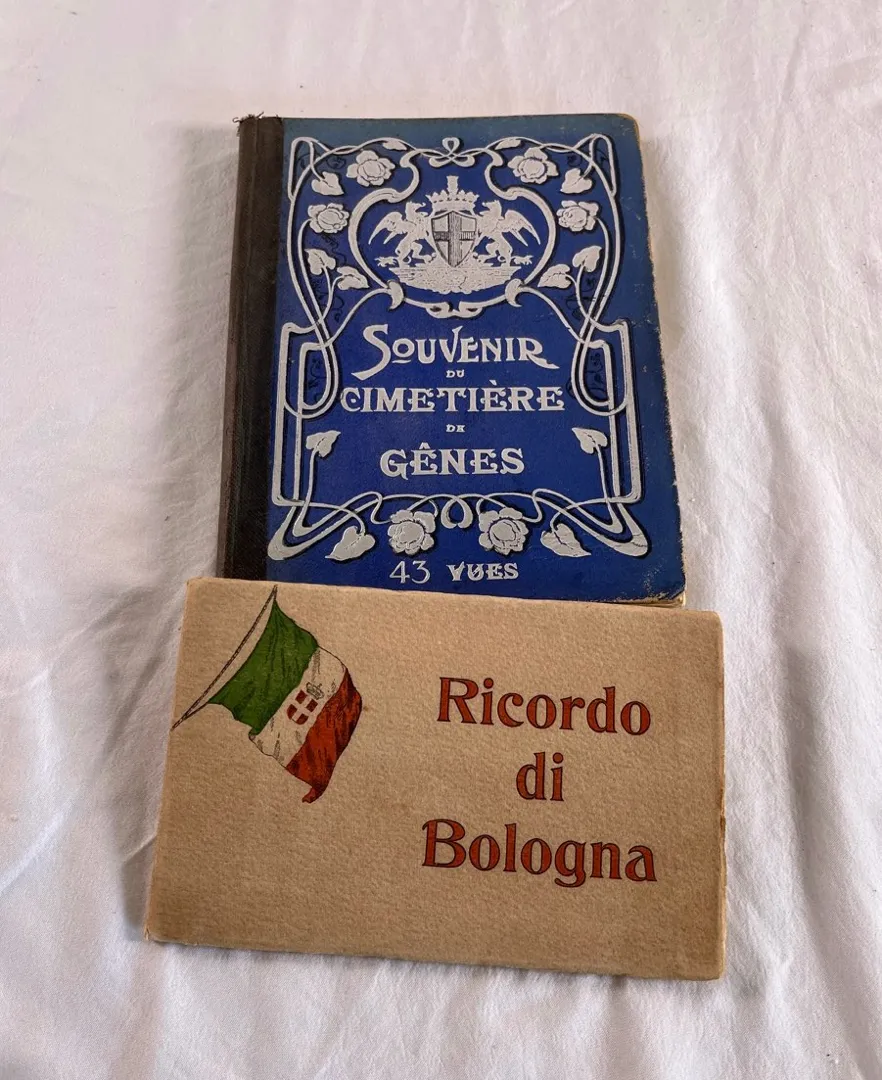 SOUVENIR
DU
CIMETIÈRE
DE
GÊNES
43 VUES
Ricordo
di
Bologna